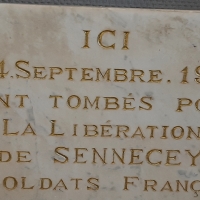 ICI
4. SEPTEMBRE. 19
NT TOMBÉS PO
LA LIBÉRATION
DE SENNECEY
OLDATS FRANÇ